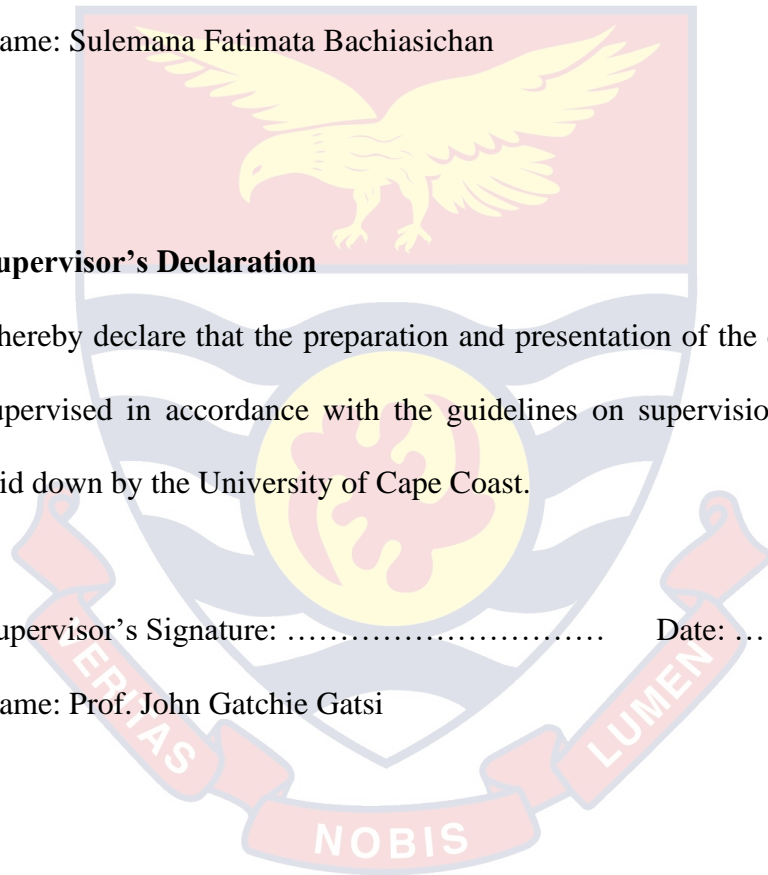 ame: Sulemana Fatimata Bachiasichan
upervisor’s Declaration
hereby declare that the preparation and presentation of the
upervised in accordance with the guidelines on supervisio
id down by the University of Cape Coast.
upervisor’s Signature: ………………………… Date: …
ame: Prof. John Gatchie Gatsi
VERITAS
NOBIS
LUMEN